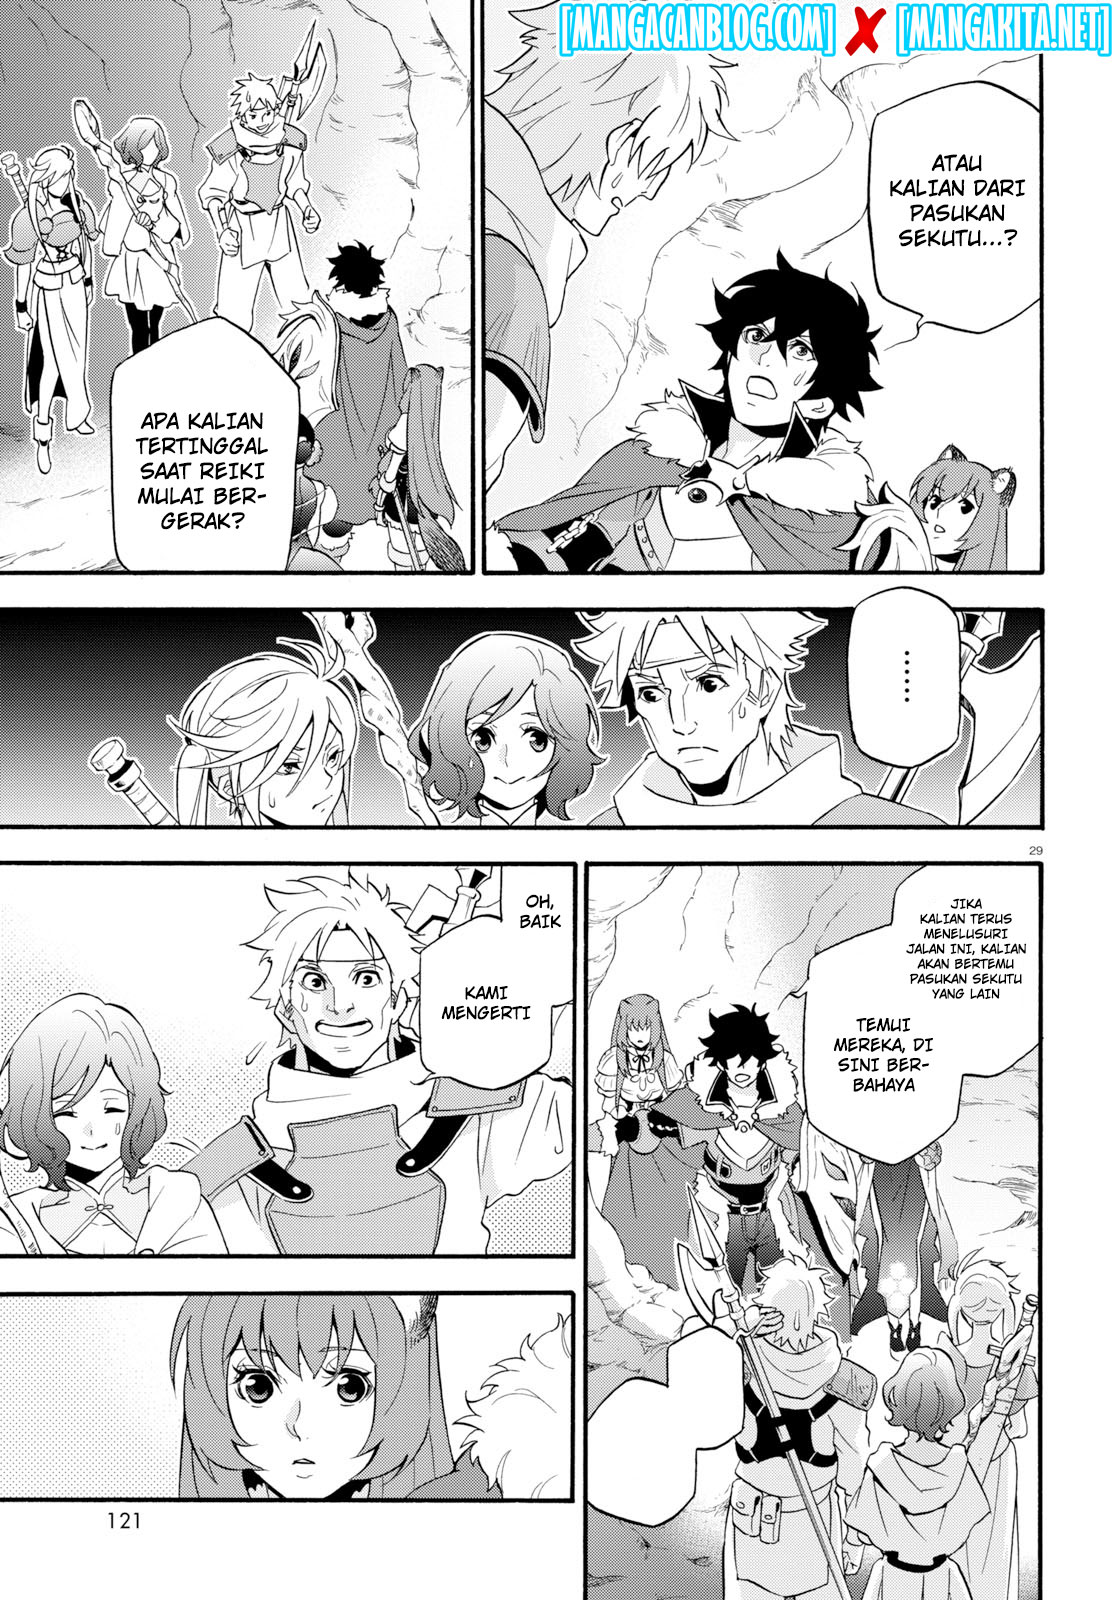 [MANGACANBLOG.COM] X [MANGAKITA.NET]
ATAU
KALIAN DARI
PASUKAN
SEKUTU...?
APA KALIAN
TERTINGGAL
SAAT REIKI
MULAI BER-
GERAK?
......
29
JIKA
KALIAN TERUS
MENELUSURI
JALAN INI, KALIAN
AKAN BERTEMU
PASUKAN SEKUTU
YANG LAIN
TEMUI
MEREKA, DI
SINI BER-
BAHAYA
OH,
BAIK
KAMI
MENGERTI
121